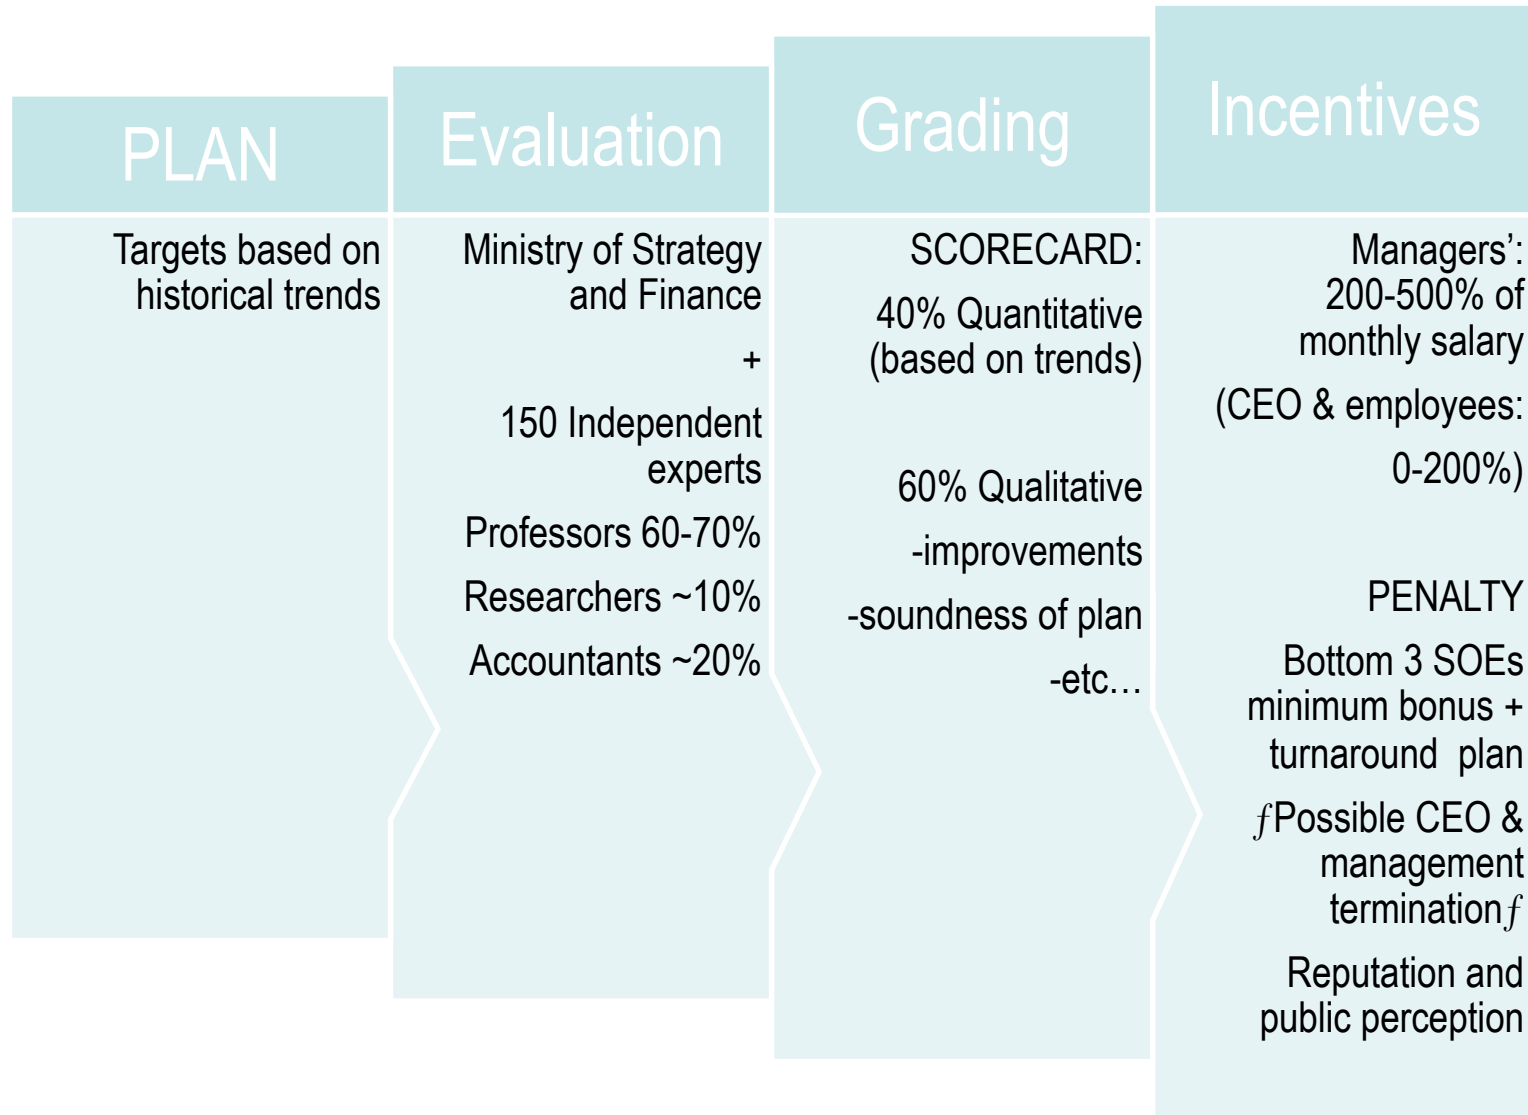 PLAN
Targets based on
historical trends
Evaluation
Ministry of Strategy
and Finance
+
150 Independent
experts
Professors 60-70%
Researchers ~10%
Accountants ~20%
Grading
SCORECARD:
40% Quantitative
(based on trends)
60% Qualitative
-improvements
-soundness of plan
-etc…
Incentives
Managers’:
200-500% of
monthly salary
(CEO & employees:
0-200%)
PENALTY
Bottom 3 SOEs
minimum bonus +
turnaround  plan
ƒPossible CEO &
management
terminationƒ
Reputation and
public perception